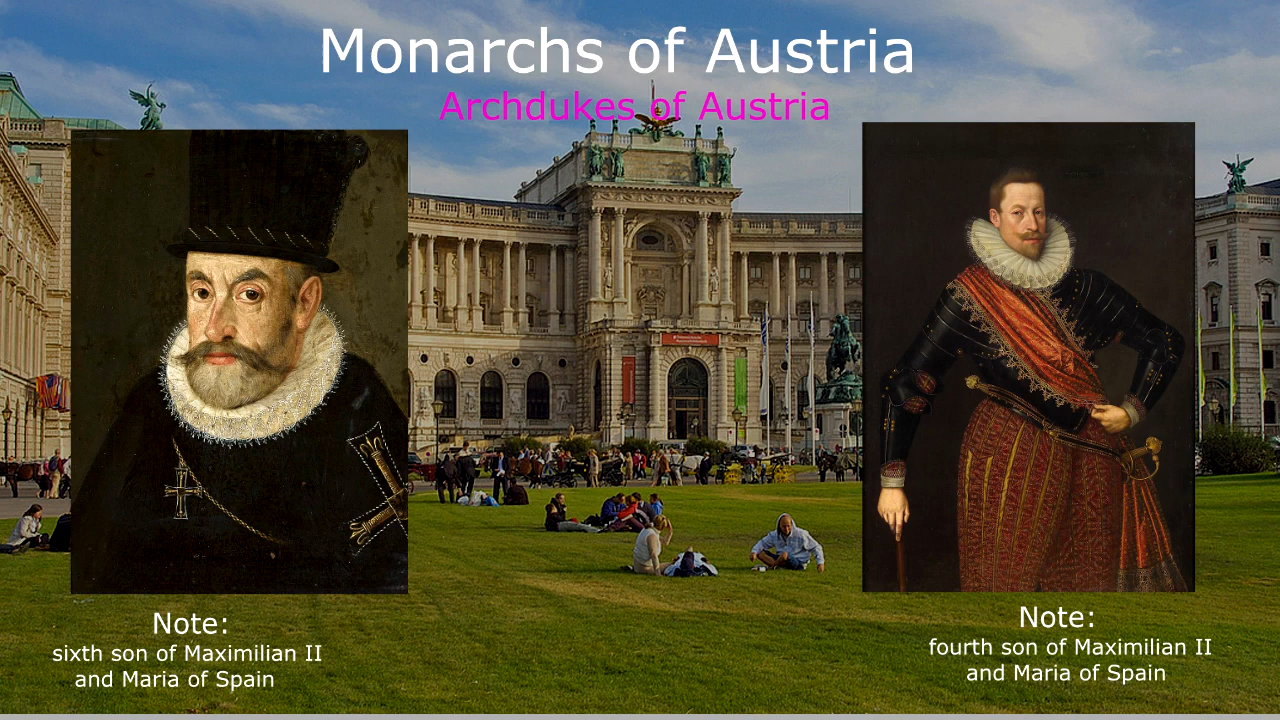 Monarchs of Austria
Archdukes of Austria
Note:
sixth son of Maximilian II
and Maria of Spain
Note:
fourth son of Maximilian II
and Maria of Spain